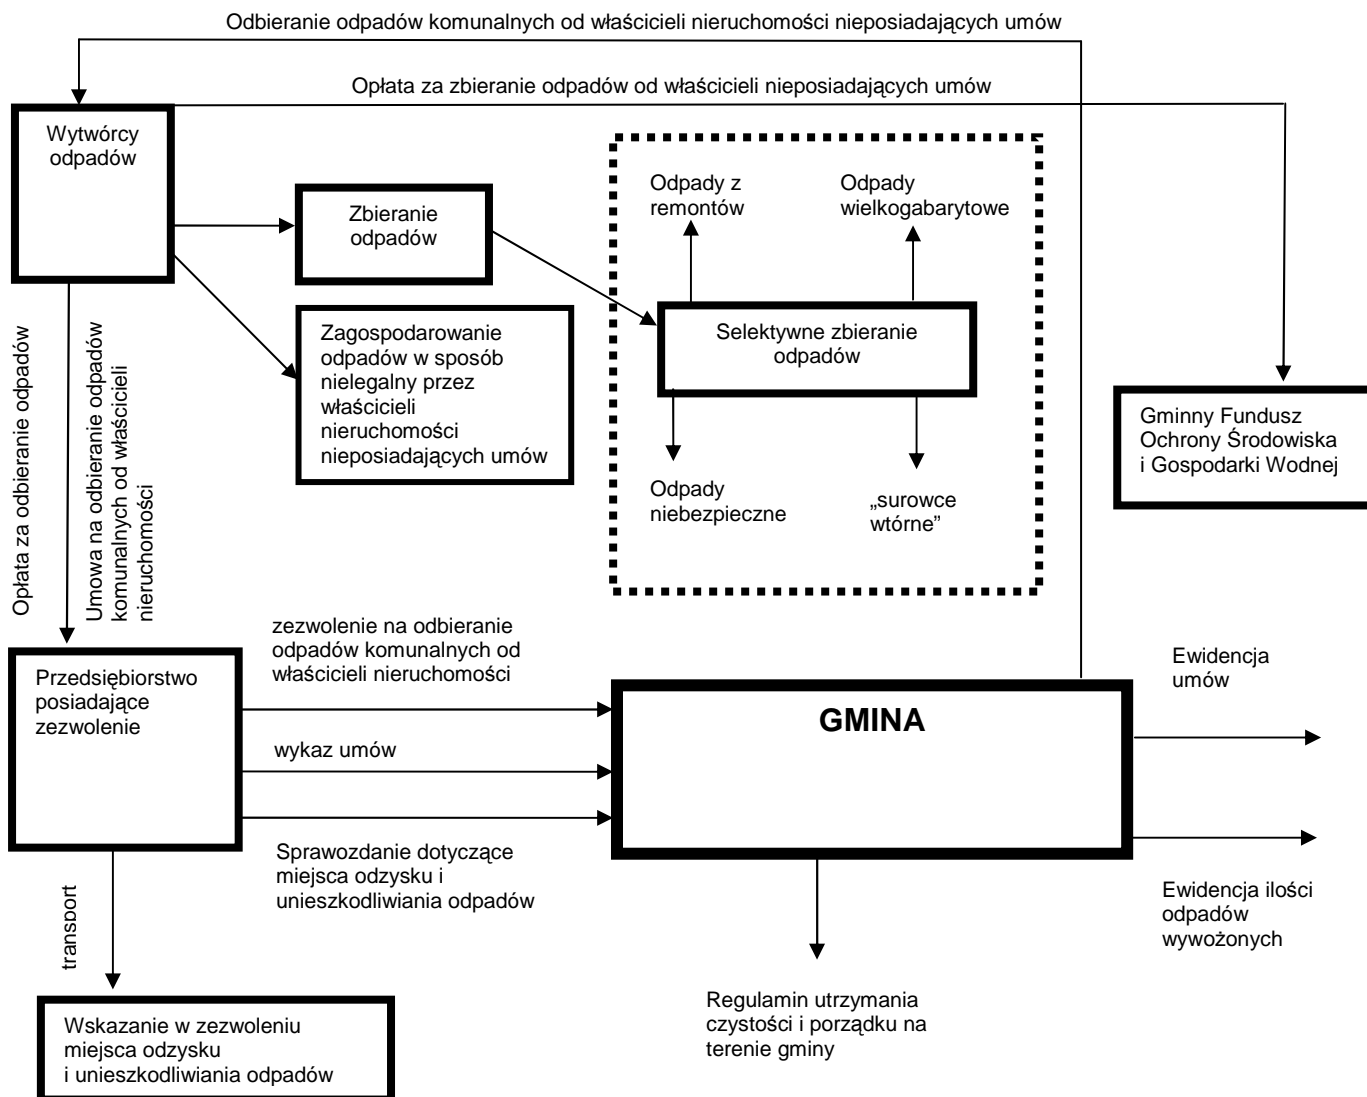 Odbieranie odpadów komunalnych od właścicieli nieruchomości nieposiadających umów
Opłata za zbieranie odpadów od właścicieli nieposiadających umów
Wytwórcy
odpadów
Zbieranie
odpadów
Odpady z
remontów
Odpady
wielkogabarytowe
Selektywne zbieranie
odpadów
Zagospodarowanie
odpadów w sposób
nielegalny przez
właścicieli
nieruchomości
nieposiadających umów
Odpady
niebezpieczne
„surowce
wtórne”
Gminny Fundusz
Ochrony Środowiska
i Gospodarki Wodnej
Opłata za odbieranie odpadów
Umowa na odbieranie odpadów
komunalnych od właścicieli
nieruchomości
Przedsiębiorstwo
posiadające
zezwolenie
zezwolenie na odbieranie
odpadów komunalnych od
właścicieli nieruchomości
wykaz umów
Sprawozdanie dotyczące
miejsca odzysku i
unieszkodliwiania odpadów
GMINA
Ewidencja
umów
Ewidencja ilości
odpadów
wywożonych
transport
Wskazanie w zezwoleniu
miejsca odzysku
i unieszkodliwiania odpadów
Regulamin utrzymania
czystości i porządku na
terenie gminy